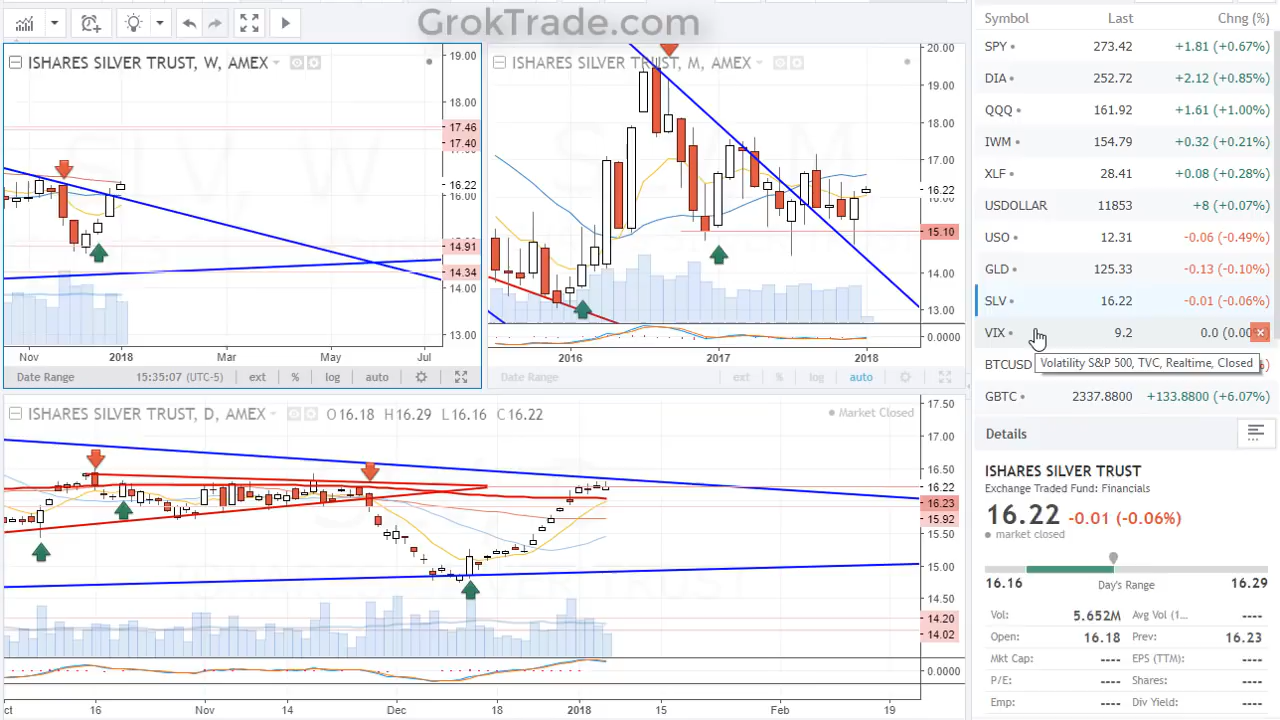 GrokTrade.com
ISHARES SILVER TRUST, W, AMEX
19.00
18.00
17.46
17.40
16.22
16.00
14.91
14.34
14.00
13.00
Nov 2018 Mar May Jul
Date Range 15:35:07 (UTC-5) ext % log auto
ISHARES SILVER TRUST, M, AMEX
20.00
19.00
18.00
17.00
16.22
15.10
14.00
13.00
0.0000
2016 2017 2018
Date Range ext % log auto
ISHARES SILVER TRUST, D, AMEX O16.18 H16.29 L16.16 C16.22 Market Closed
17.50
17.00
16.50
16.22
16.23
15.92
15.50
15.00
14.50
14.20
14.02
0.0000
ct 16 Nov 14 Dec 18 2018 15 Feb 19
Symbol Last Chng (%)
SPY 273.42 +1.81 (+0.67%)
DIA 252.72 +2.12 (+0.85%)
QQQ 161.92 +1.61 (+1.00%)
IWM 154.79 +0.32 (+0.21%)
XLF 28.41 +0.08 (+0.28%)
USDOLLAR 11853 +8 (+0.07%)
USO 12.31 -0.06 (-0.49%)
GLD 125.33 -0.13 (-0.10%)
SLV 16.22 -0.01 (-0.06%)
VIX 9.2 0.0 (0.00
BTCUSD Volatility S&P 500, TVC, Realtime, Closed
GBTC 2337.8800 +133.8800 (+6.07%)
Details
ISHARES SILVER TRUST
Exchange Traded Fund: Financials
16.22 -0.01 (-0.06%)
market closed
16.16 Day's Range 16.29
Vol: 5.652M Avg Vol (1... ----
Open: 16.18 Prev: 16.23
Mkt Cap: ---- EPS (TTM): ----
P/E: ---- Shares: ----
Emp: ---- Div Yield: ----